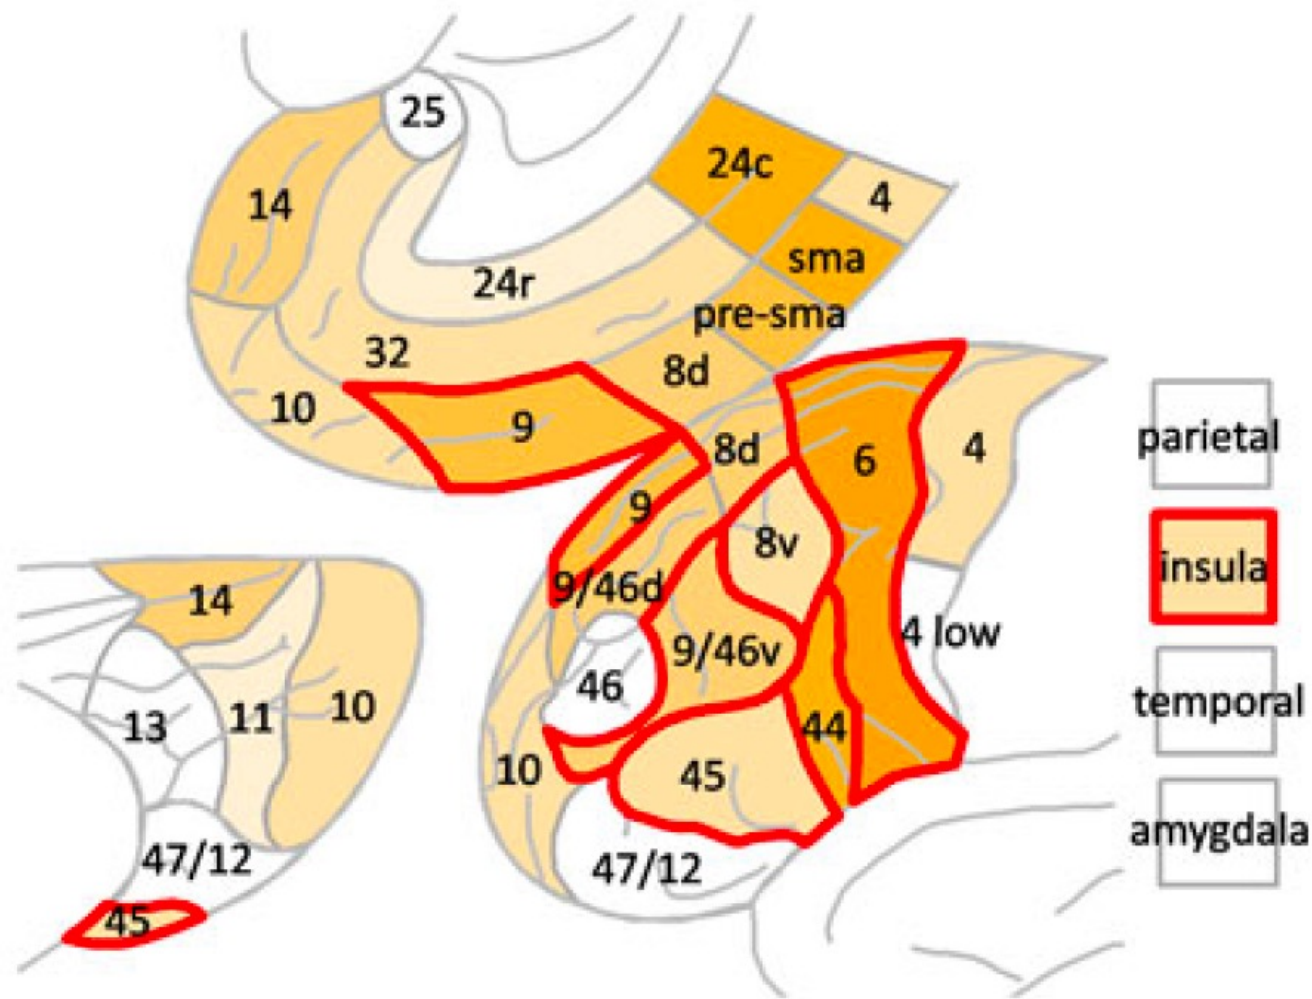 25
24c
4
14
sma
24r
pre-sma
32
8d
10
9
8d
6
4
parietal
9
8v
insula
9/46d
14
4 low
9/46v
46
temporal
13
11
10
44
10
45
amygdala
47/12
47/12
45